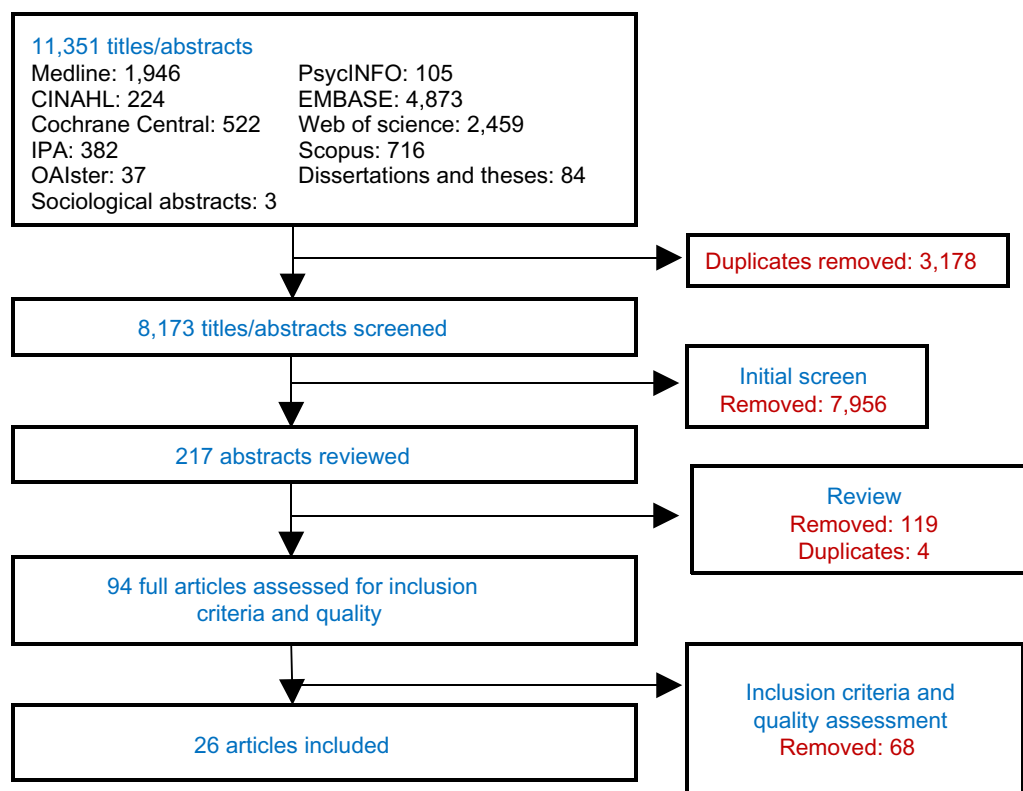 11,351 titles/abstracts
Medline: 1,946
CINAHL: 224
Cochrane Central: 522
IPA: 382
OAIster: 37
Sociological abstracts: 3
PsycINFO: 105
EMBASE: 4,873
Web of science: 2,459
Scopus: 716
Dissertations and theses: 84
Duplicates removed: 3,178
8,173 titles/abstracts screened
Initial screen
Removed: 7,956
217 abstracts reviewed
Review
Removed: 119
Duplicates: 4
94 full articles assessed for inclusion
criteria and quality
Inclusion criteria and
quality assessment
Removed: 68
26 articles included